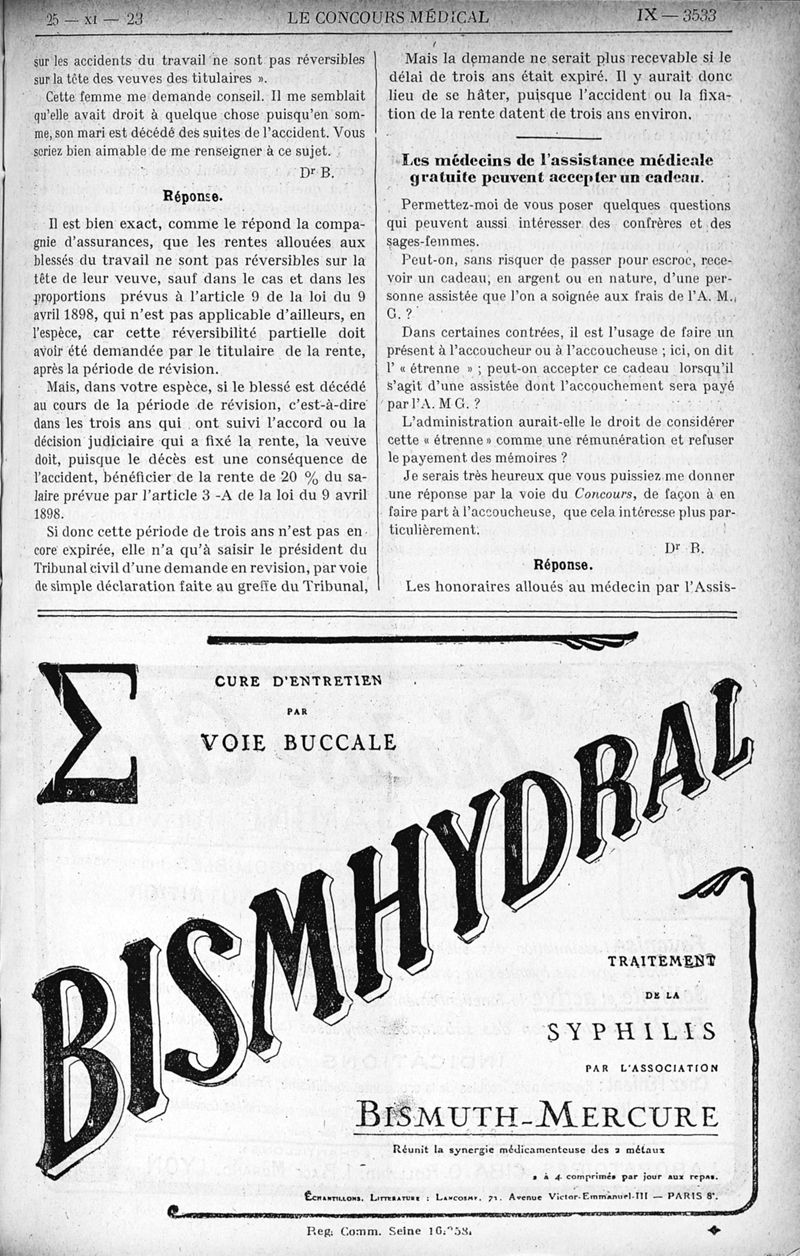 25 — XI — 23
LE CONCOURS MÉDICAL
IX — 3533
sur les accidents du travail ne sont pas réversibles
sur la tête des veuves des titulaires ».
Cette femme me demande conseil. Il me semblait
qu'elle avait droit à quelque chose puisqu'en som-
me, son mari est décédé des suites de l'accident. Vous
seriez bien aimable de me renseigner à ce sujet.
Dr B.
Réponse.
Il est bien exact, comme le répond la compa-
gnie d'assurances, que les rentes allouées aux
blessés du travail ne sont pas réversibles sur la
tête de leur veuve, sauf dans le cas et dans les
proportions prévus à l'article 9 de la loi du 9
avril 1898, qui n'est pas applicable d'ailleurs, en
l'espèce, car cette réversibilité partielle doit
avoir été demandée par le titulaire de la rente,
après la période de révision.
Mais, dans votre espèce, si le blessé est décédé
au cours de la période de révision, c'est-à-dire
dans les trois ans qui ont suivi l'accord ou la
décision judiciaire qui a fixé la rente, la veuve
doit, puisque le décès est une conséquence de
l'accident, bénéficier de la rente de 20 % du sa-
laire prévue par l'article 3 -A de la loi du 9 avril
1898.
Si donc cette période de trois ans n'est pas en
core expirée, elle n'a qu'à saisir le président du
Tribunal civil d'une demande en revision, par voie
de simple déclaration faite au greffe du Tribunal,
Mais la demande ne serait plus recevable si le
délai de trois ans était expiré. Il y aurait donc
lieu de se hâter, puisque l'accident ou la fixa-
tion de la rente datent de trois ans environ.
Les médecins de l'assistance médicale
gratuite peuvent accepter un cadeau.
Permettez-moi de vous poser quelques questions
qui peuvent aussi intéresser des confrères et des
sages-femmes.
Peut-on, sans risquer de passer pour escroc, rece-
voir un cadeau, en argent ou en nature, d'une per-
sonne assistée que l'on a soignée aux frais de l'A. M.
G. ?
Dans certaines contrées, il est l'usage de faire un
présent à l'accoucheur ou à l'accoucheuse ; ici, on dit
l' « étrenne » ; peut-on accepter ce cadeau lorsqu'il
s'agit d'une assistée dont l'accouchement sera payé
par l'A. M G. ?
L'administration aurait-elle le droit de considérer
cette « étrenne » comme une rémunération et refuser
le payement des mémoires ?
Je serais très heureux que vous puissiez me donner
une réponse par la voie du Concours, de façon à en
faire part à l'accoucheuse, que cela intéresse plus par-
ticulièrement.
Dr B.
Réponse.
Les honoraires alloués au médecin par l'Assis-
Σ
CURE D'ENTRETIEN
PAR
VOIE BUCCALE
BISMHYDRAL
TRAITEMENT
DE LA
SYPHILIS
PAR L'ASSOCIATION
BISMUTH-MERCURE
Réunit la synergie médicamenteuse des 2 métaux
à 4 comprimés par jour aux repas.
ÉCHANTILLONS, LITTÉRATURE : LANCOSME, 71, Avenue Victor-Emmanuel-III — PARIS 8e.
Reg. Comm. Seine